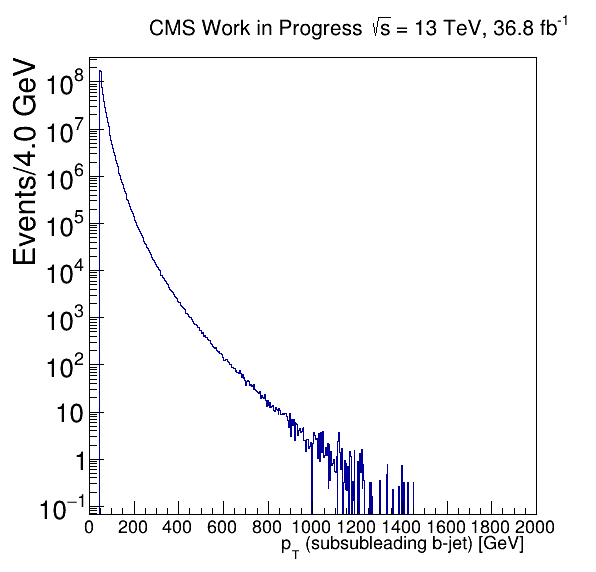 CMS Work in Progress √s = 13 TeV, 36.8 fb⁻¹
Events/4.0 GeV
10⁸
10⁷
10⁶
10⁵
10⁴
10³
10²
10
1
10⁻¹
0 200 400 600 800 1000 1200 1400 1600 1800 2000
p_T (subsubleading b-jet) [GeV]